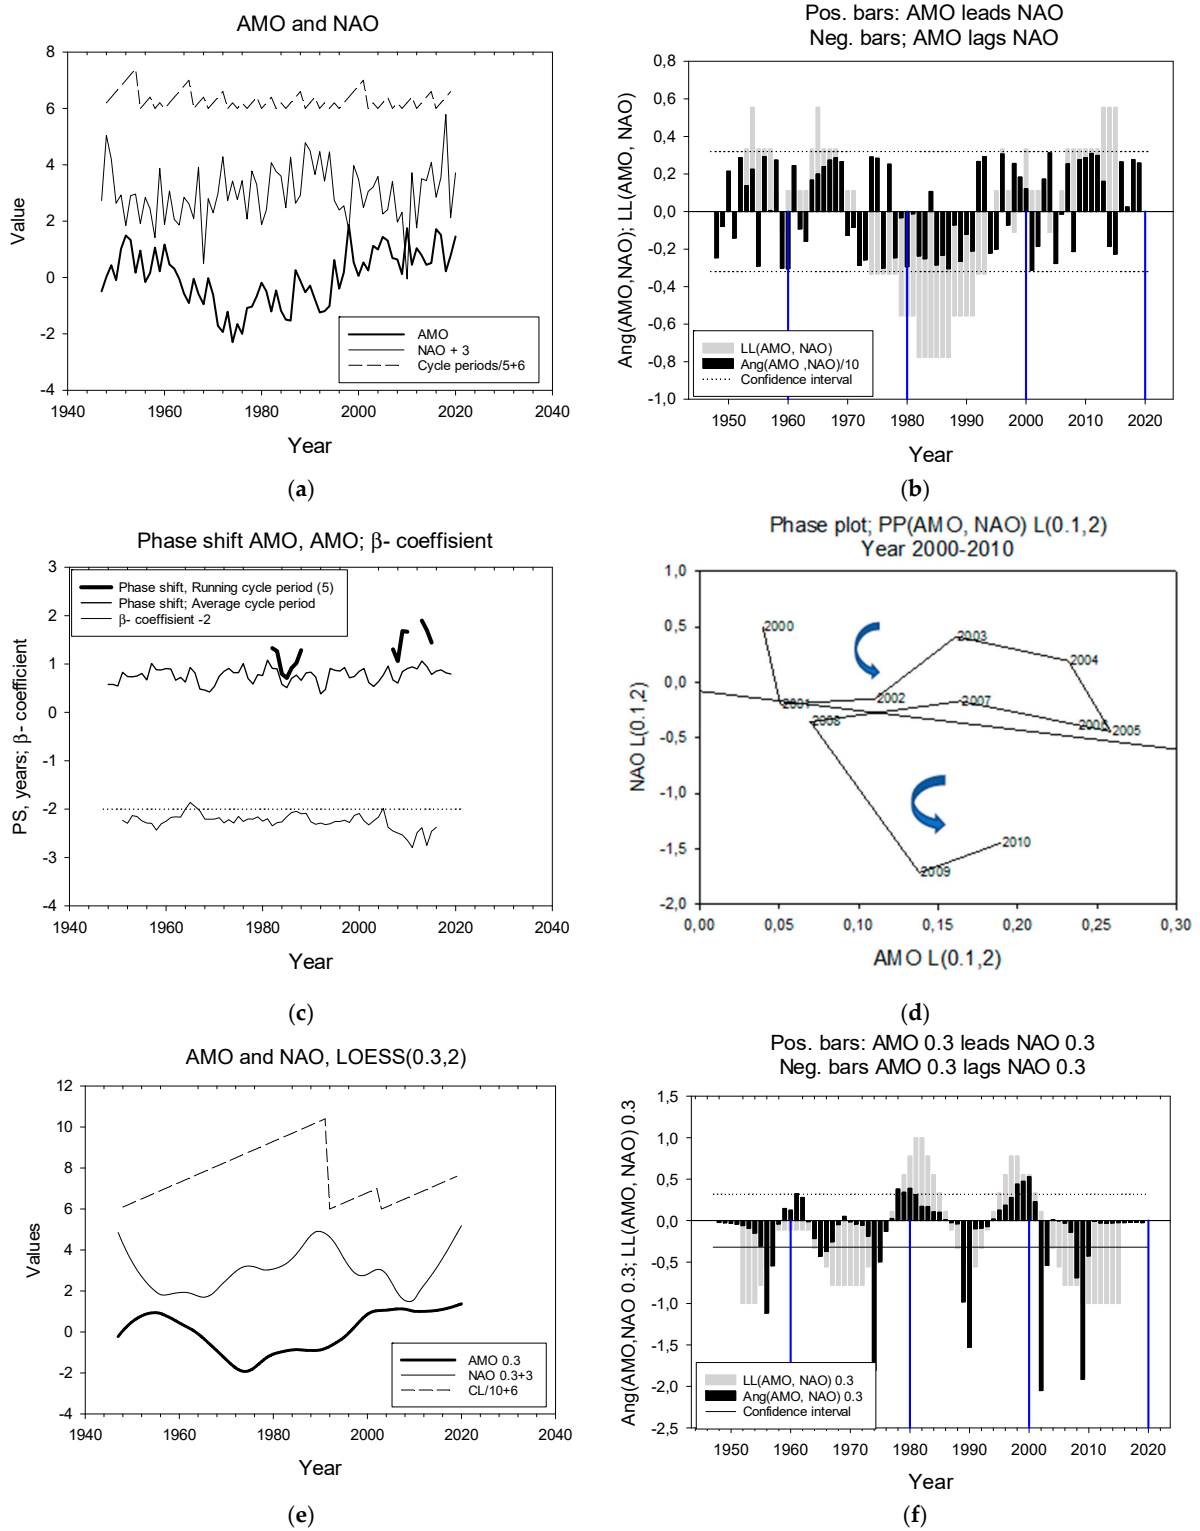 AMO and NAO
Value
8
6
4
2
0
-2
-4
AMO
NAO + 3
Cycle periods/5+6
1940 1960 1980 2000 2020 2040
Year
(a)
Pos. bars: AMO leads NAO
Neg. bars; AMO lags NAO
Ang(AMO,NAO); LL(AMO, NAO)
0,8
0,6
0,4
0,2
0,0
-0,2
-0,4
-0,6
-0,8
-1,0
LL(AMO, NAO)
Ang(AMO ,NAO)/10
Confidence interval
1950 1960 1970 1980 1990 2000 2010 2020
Year
(b)
Phase shift AMO, AMO; β- coeffisient
PS, years; β- coefficient
3
2
1
0
-1
-2
-3
-4
Phase shift, Running cycle period (5)
Phase shift; Average cycle period
β- coeffisient -2
1940 1960 1980 2000 2020 2040
Year
(c)
Phase plot; PP(AMO, NAO) L(0.1,2)
Year 2000-2010
NAO L(0.1,2)
1,0
0,5
0,0
-0,5
-1,0
-1,5
-2,0
2000
2003
2004
2001
2002
2007
2008
2006
2005
2010
2009
0,00 0,05 0,10 0,15 0,20 0,25 0,30
AMO L(0.1,2)
(d)
AMO and NAO, LOESS(0.3,2)
Values
12
10
8
6
4
2
0
-2
-4
AMO 0.3
NAO 0.3+3
CL/10+6
1940 1960 1980 2000 2020 2040
Year
(e)
Pos. bars: AMO 0.3 leads NAO 0.3
Neg. bars AMO 0.3 lags NAO 0.3
Ang(AMO,NAO 0.3; LL(AMO, NAO) 0.3
1,5
1,0
0,5
0,0
-0,5
-1,0
-1,5
-2,0
-2,5
LL(AMO, NAO) 0.3
Ang(AMO, NAO) 0.3
Confidence interval
1950 1960 1970 1980 1990 2000 2010 2020
Year
(f)